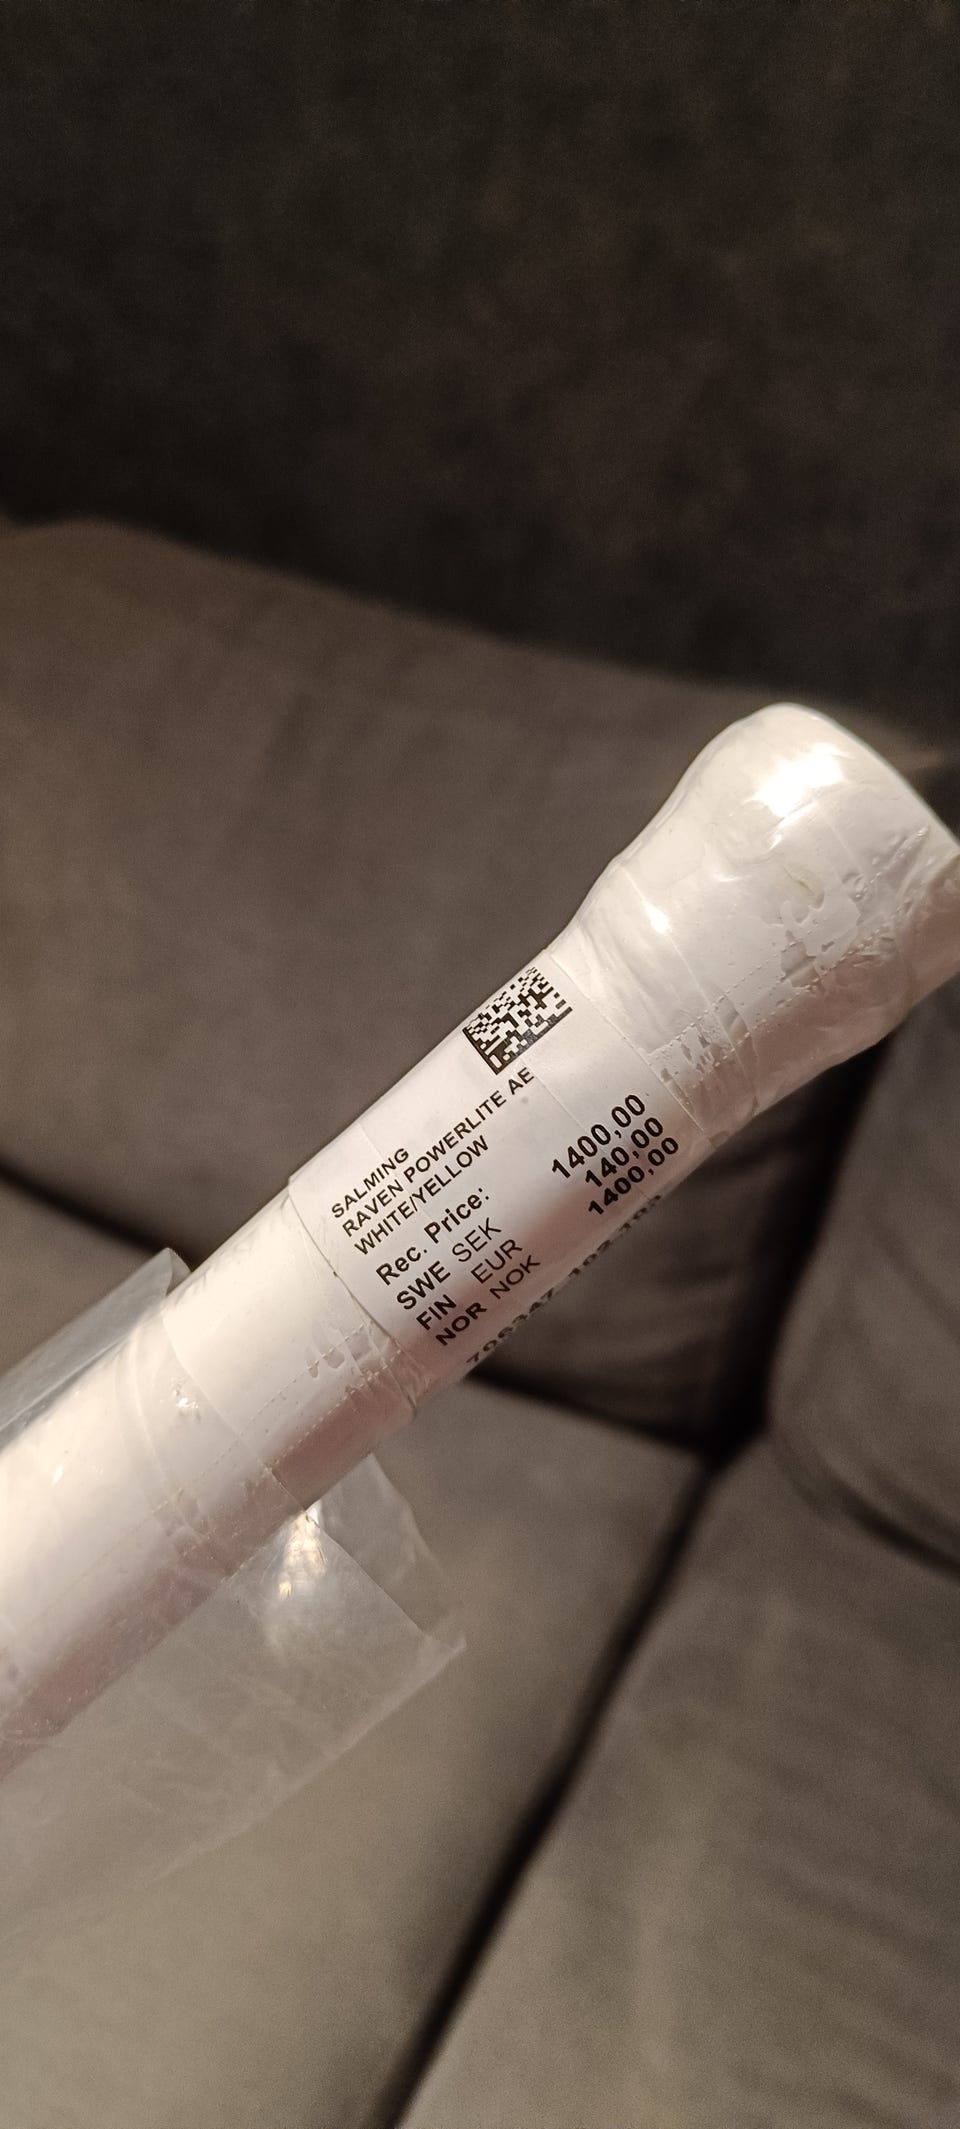 SALMING
RAVEN POWERLITE AE
WHITE/YELLOW
Rec. Price:
SWE SEK 1400,00
FIN EUR 140,00
NOR NOK 1400,00